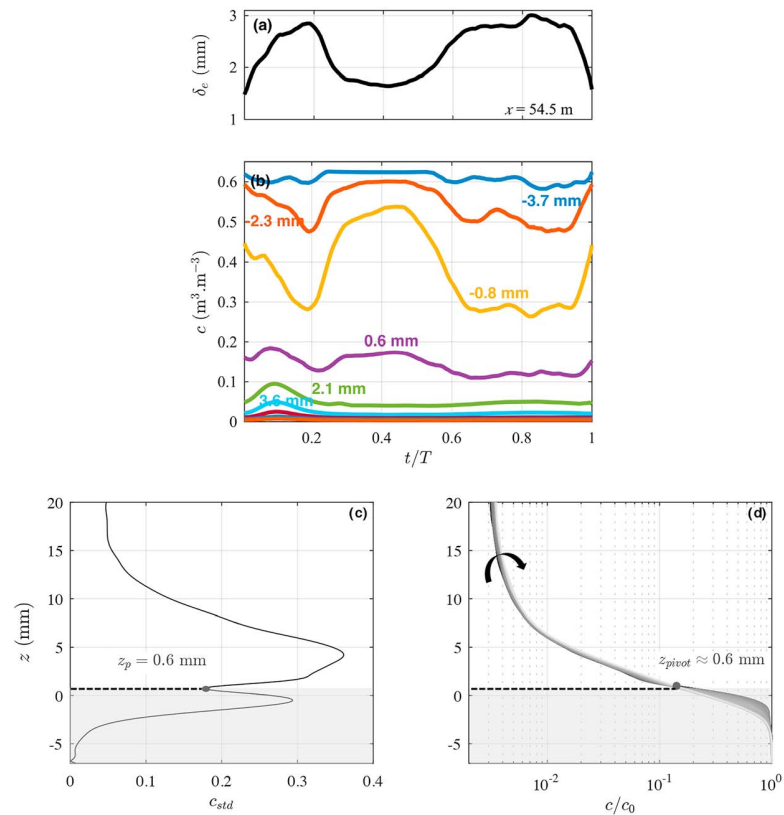 (a)
3
2
1
δe (mm)
x = 54.5 m
(b)
0.6
0.5
0.4
0.3
0.2
0.1
0
c (m³.m⁻³)
-3.7 mm
-2.3 mm
-0.8 mm
0.6 mm
2.1 mm
3.6 mm
0.2
0.4
0.6
0.8
1
t/T
(c)
20
15
10
5
0
-5
z (mm)
zp = 0.6 mm
0
0.1
0.2
0.3
0.4
cstd
(d)
20
15
10
5
0
-5
zpivot ≈ 0.6 mm
10⁻²
10⁻¹
10⁰
c/c₀